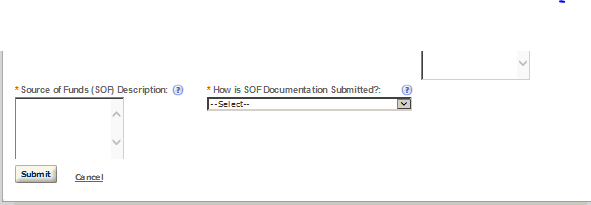 * Source of Funds (SOF) Description: ?
* How is SOF Documentation Submitted?: ?
--Select--
Submit
Cancel